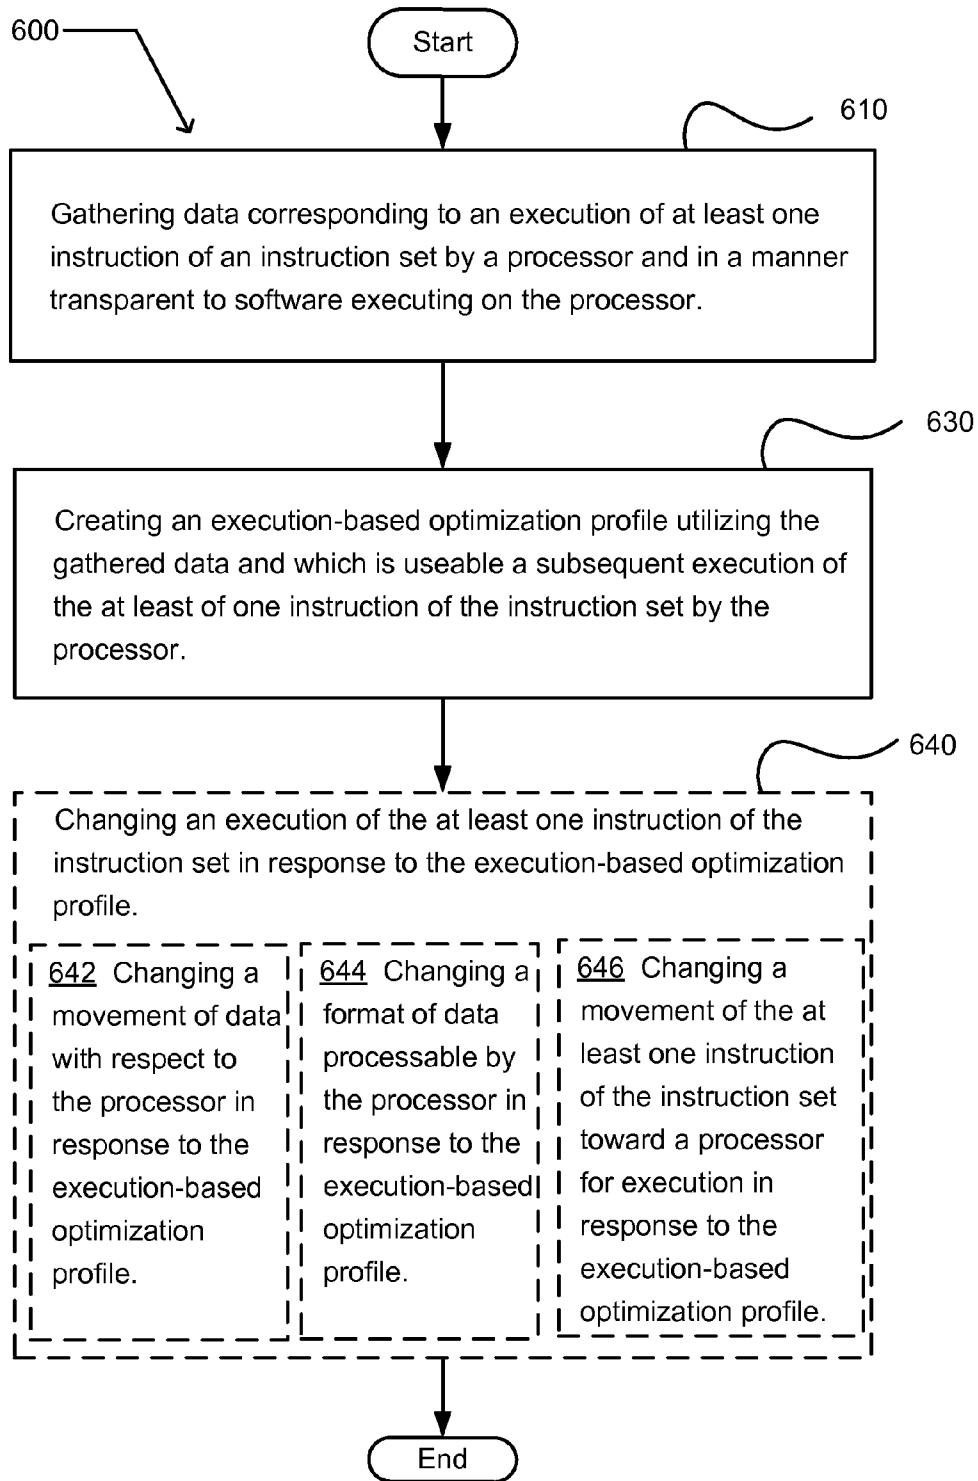 600
Start
610
Gathering data corresponding to an execution of at least one
instruction of an instruction set by a processor and in a manner
transparent to software executing on the processor.
630
Creating an execution-based optimization profile utilizing the
gathered data and which is useable a subsequent execution of
the at least of one instruction of the instruction set by the
processor.
640
Changing an execution of the at least one instruction of the
instruction set in response to the execution-based optimization
profile.
642 Changing a
movement of data
with respect to
the processor in
response to the
execution-based
optimization
profile.
644 Changing a
format of data
processable by
the processor in
response to the
execution-based
optimization
profile.
646 Changing a
movement of the at
least one instruction
of the instruction set
toward a processor
for execution in
response to the
execution-based
optimization profile.
End